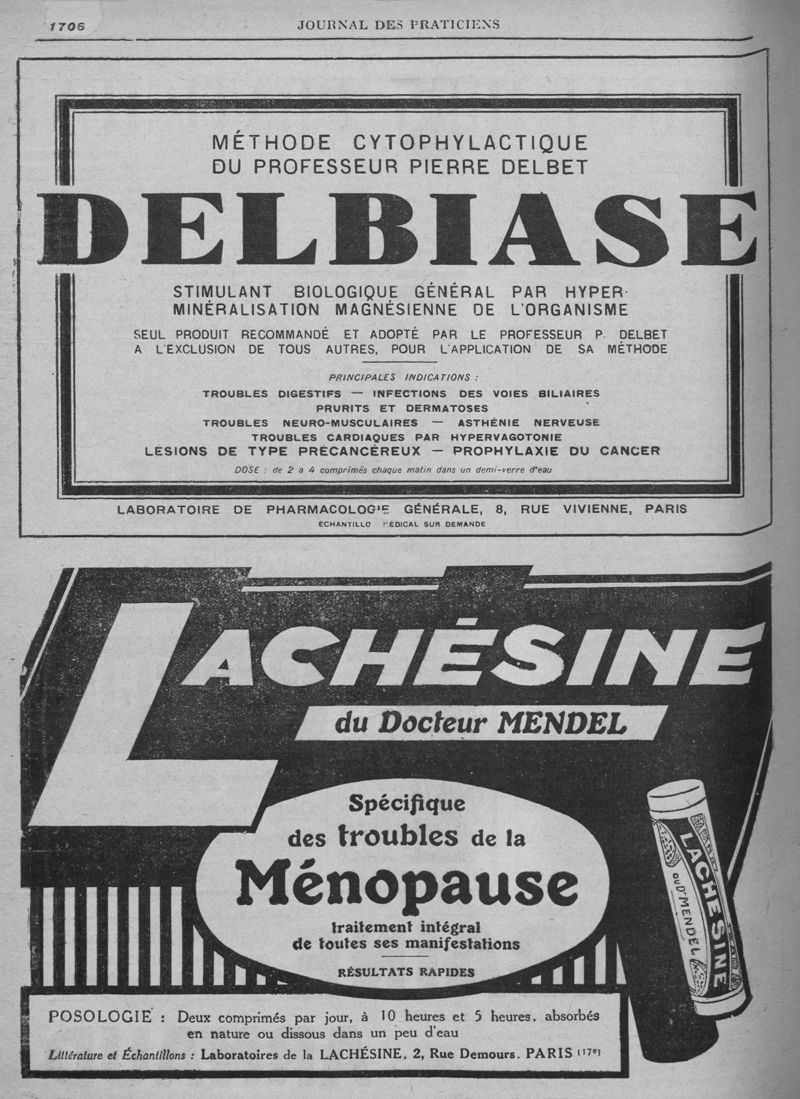 1706
JOURNAL DES PRATICIENS
MÉTHODE CYTOPHYLACTIQUE
DU PROFESSEUR PIERRE DELBET
DELBIASE
STIMULANT BIOLOGIQUE GÉNÉRAL PAR HYPER-
MINÉRALISATION MAGNÉSIENNE DE L'ORGANISME
SEUL PRODUIT RECOMMANDÉ ET ADOPTÉ PAR LE PROFESSEUR P. DELBET
A L'EXCLUSION DE TOUS AUTRES, POUR L'APPLICATION DE SA MÉTHODE
PRINCIPALES INDICATIONS :
TROUBLES DIGESTIFS — INFECTIONS DES VOIES BILIAIRES
PRURITS ET DERMATOSES
TROUBLES NEURO-MUSCULAIRES — ASTHÉNIE NERVEUSE
TROUBLES CARDIAQUES PAR HYPERVAGOTONIE
LÉSIONS DE TYPE PRÉCANCÉREUX — PROPHYLAXIE DU CANCER
DOSE : de 2 a 4 comprimés chaque matin dans un demi-verre d'eau
LABORATOIRE DE PHARMACOLOGIE GÉNÉRALE, 8, RUE VIVIENNE, PARIS
ÉCHANTILLO MÉDICAL SUR DEMANDE
LACHÉSINE
du Docteur MENDEL
Spécifique
des troubles de la
Ménopause
traitement intégral
de toutes ses manifestations
RÉSULTATS RAPIDES
LACHÉSINE
du Dr MENDEL
POSOLOGIE : Deux comprimés par jour, à 10 heures et 5 heures, absorbés
en nature ou dissous dans un peu d'eau
Littérature et Échantillons : Laboratoires de la LACHÉSINE, 2, Rue Demours, PARIS (17e)